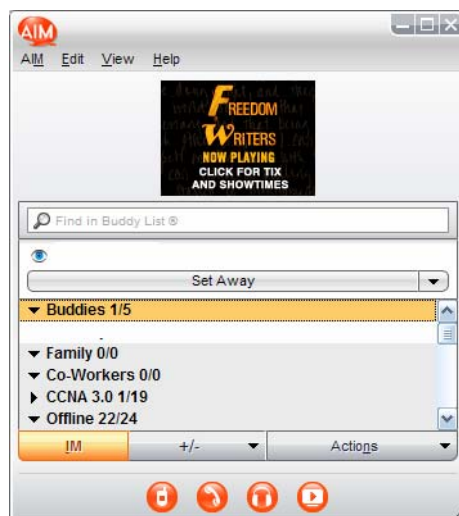 AIM
AIM Edit View Help
FREEDOM
WRITERS
NOW PLAYING
CLICK FOR TIX
AND SHOWTIMES
Find in Buddy List ®
Set Away
Buddies 1/5
Family 0/0
Co-Workers 0/0
CCNA 3.0 1/19
Offline 22/24
IM +/- Actions